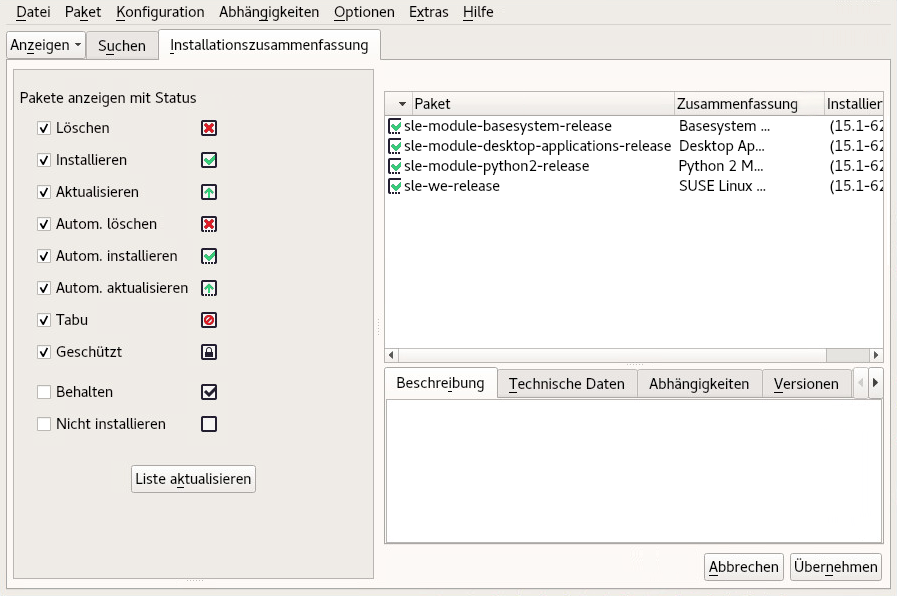 Datei Paket Konfiguration Abhängigkeiten Optionen Extras Hilfe
Anzeigen Suchen Installationszusammenfassung
Pakete anzeigen mit Status
Löschen
Installieren
Aktualisieren
Autom. löschen
Autom. installieren
Autom. aktualisieren
Tabu
Geschützt
Behalten
Nicht installieren
Liste aktualisieren
Paket Zusammenfassung Installier
sle-module-basesystem-release Basesystem ... (15.1-62
sle-module-desktop-applications-release Desktop Ap... (15.1-62
sle-module-python2-release Python 2 M... (15.1-62
sle-we-release SUSE Linux ... (15.1-62
Beschreibung Technische Daten Abhängigkeiten Versionen
Abbrechen Übernehmen